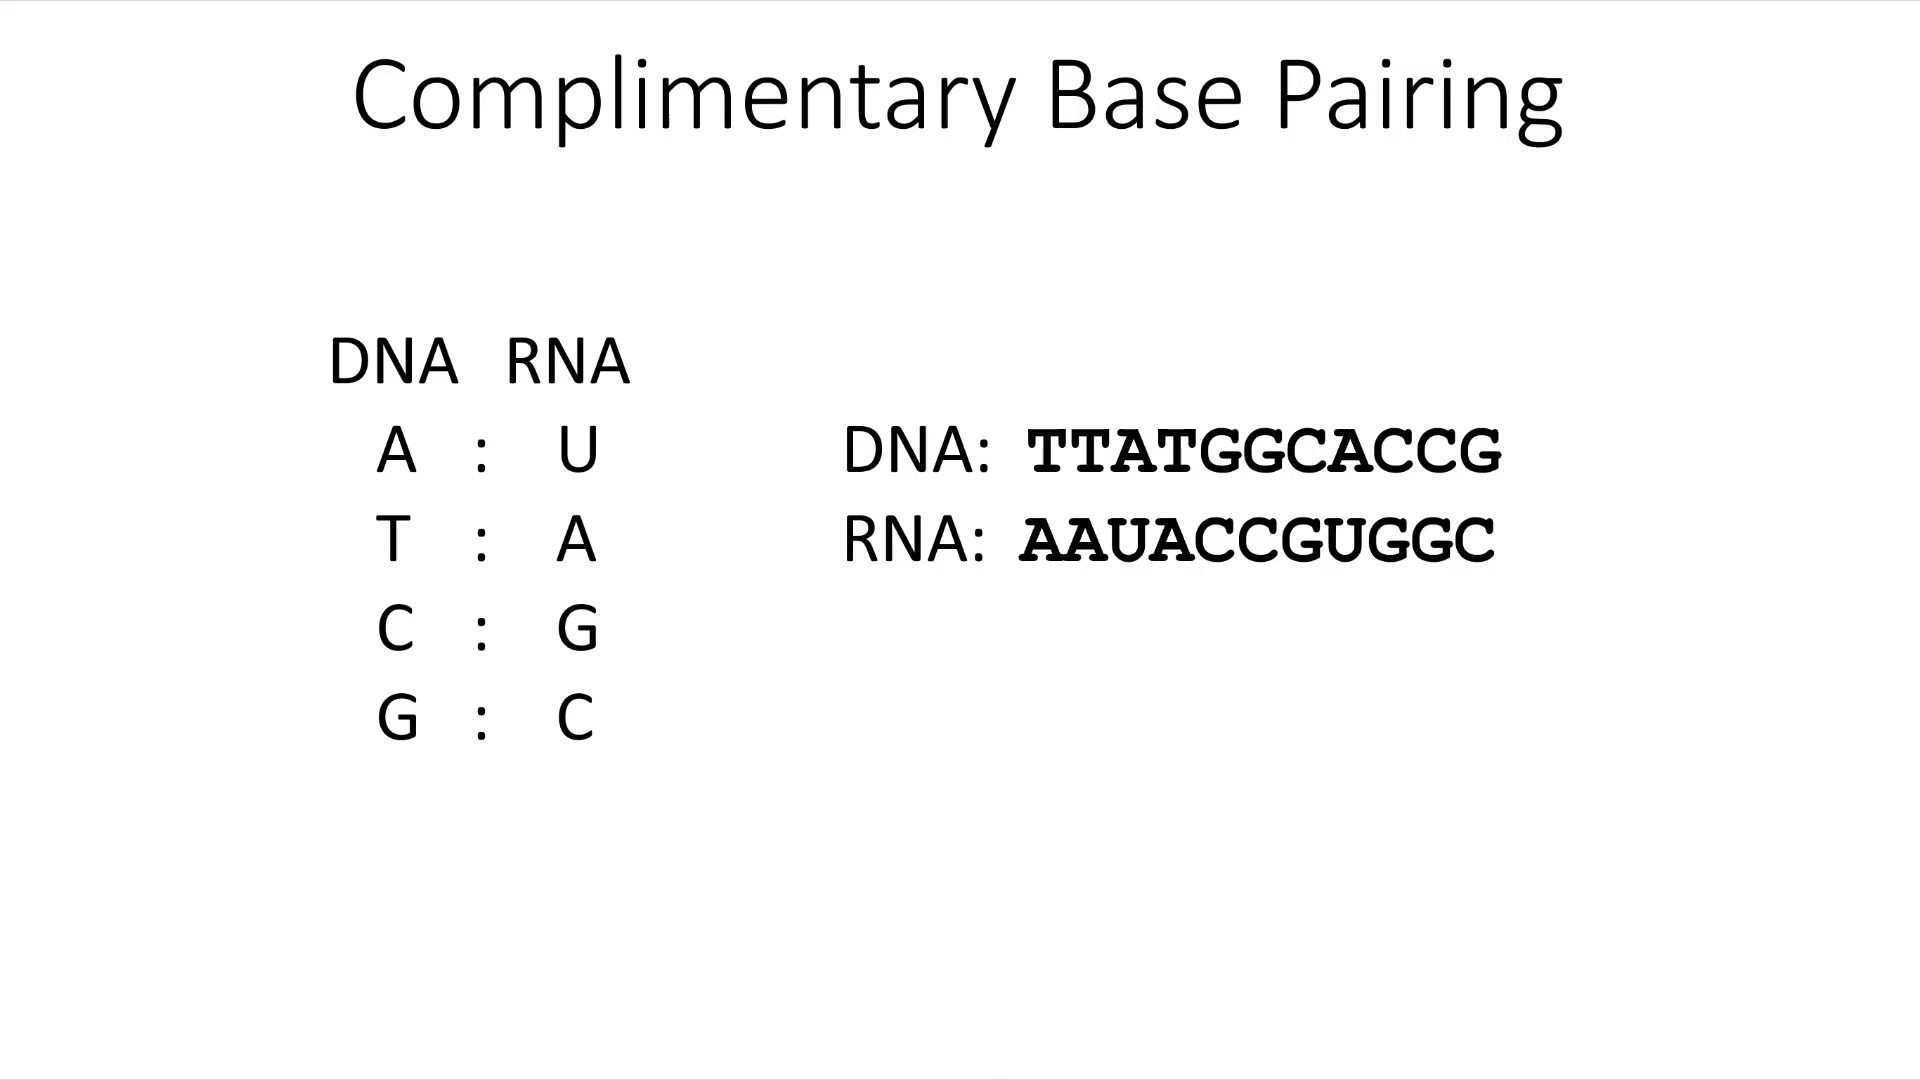 Complimentary Base Pairing
DNA RNA
A : U
T : A
C : G
G : C
DNA: TTATGGCACCG
RNA: AAUACCGUGGC